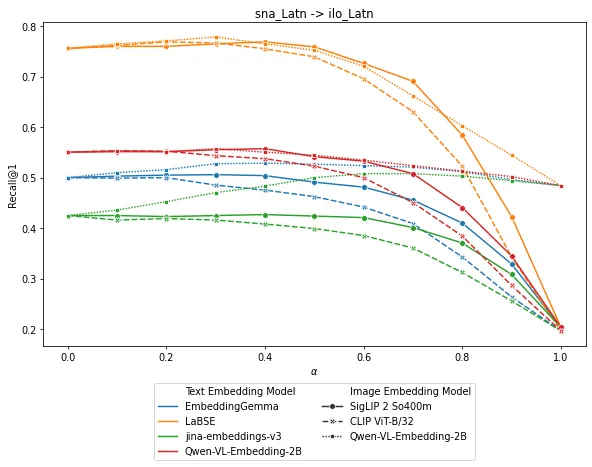 sna_Latn -> ilo_Latn
Recall@1
0.8
0.7
0.6
0.5
0.4
0.3
0.2
0.0 0.2 0.4 0.6 0.8 1.0
α
Text Embedding Model Image Embedding Model
EmbeddingGemma SigLIP 2 So400m
LaBSE CLIP ViT-B/32
jina-embeddings-v3 Qwen-VL-Embedding-2B
Qwen-VL-Embedding-2B